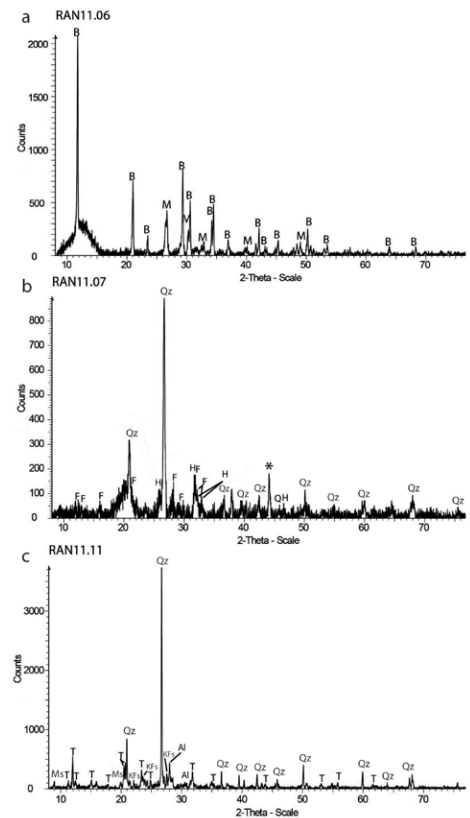 a RAN11.06
B
2000
1500
1000
500
0
Counts
B B B M M B M B B B M B B B M B B B B
10 20 30 40 50 60 70
2-Theta - Scale
b RAN11.07
Qz
800
700
600
500
400
300
200
100
0
Counts
F F F Qz F H F F H F F H Qz Qz Qz * Q H Qz Qz Qz Qz Qz
10 20 30 40 50 60 70
2-Theta - Scale
c RAN11.11
Qz
3000
2000
1000
0
Counts
Ms T T T T T Ms T Qz KFs T KFs T KFs Al Al T T Qz Qz Qz T Qz Qz T T Qz T Qz Qz
10 20 30 40 50 60 70
2-Theta - Scale